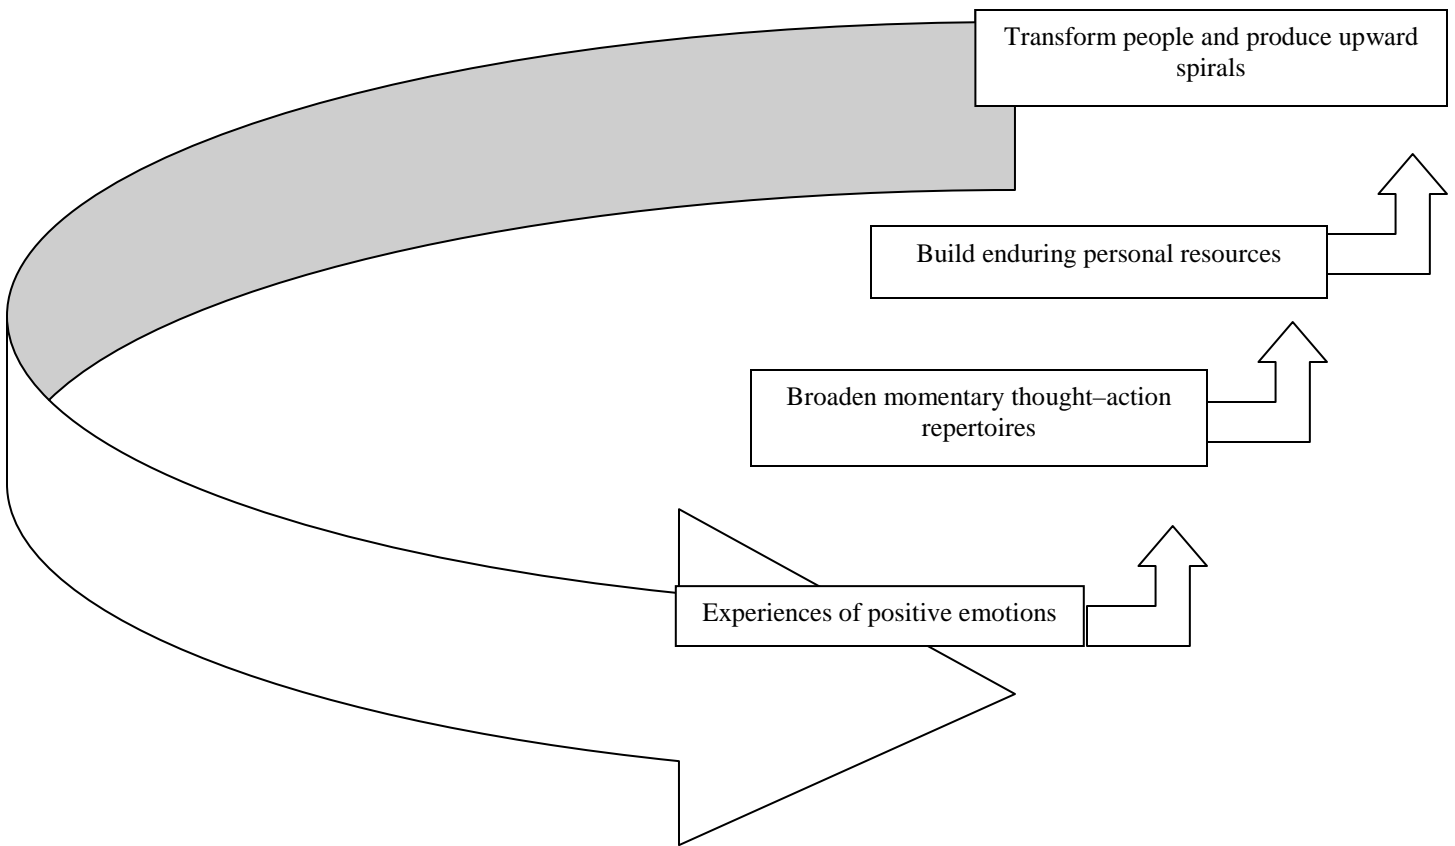 Transform people and produce upward
spirals
Build enduring personal resources
Broaden momentary thought–action
repertoires
Experiences of positive emotions